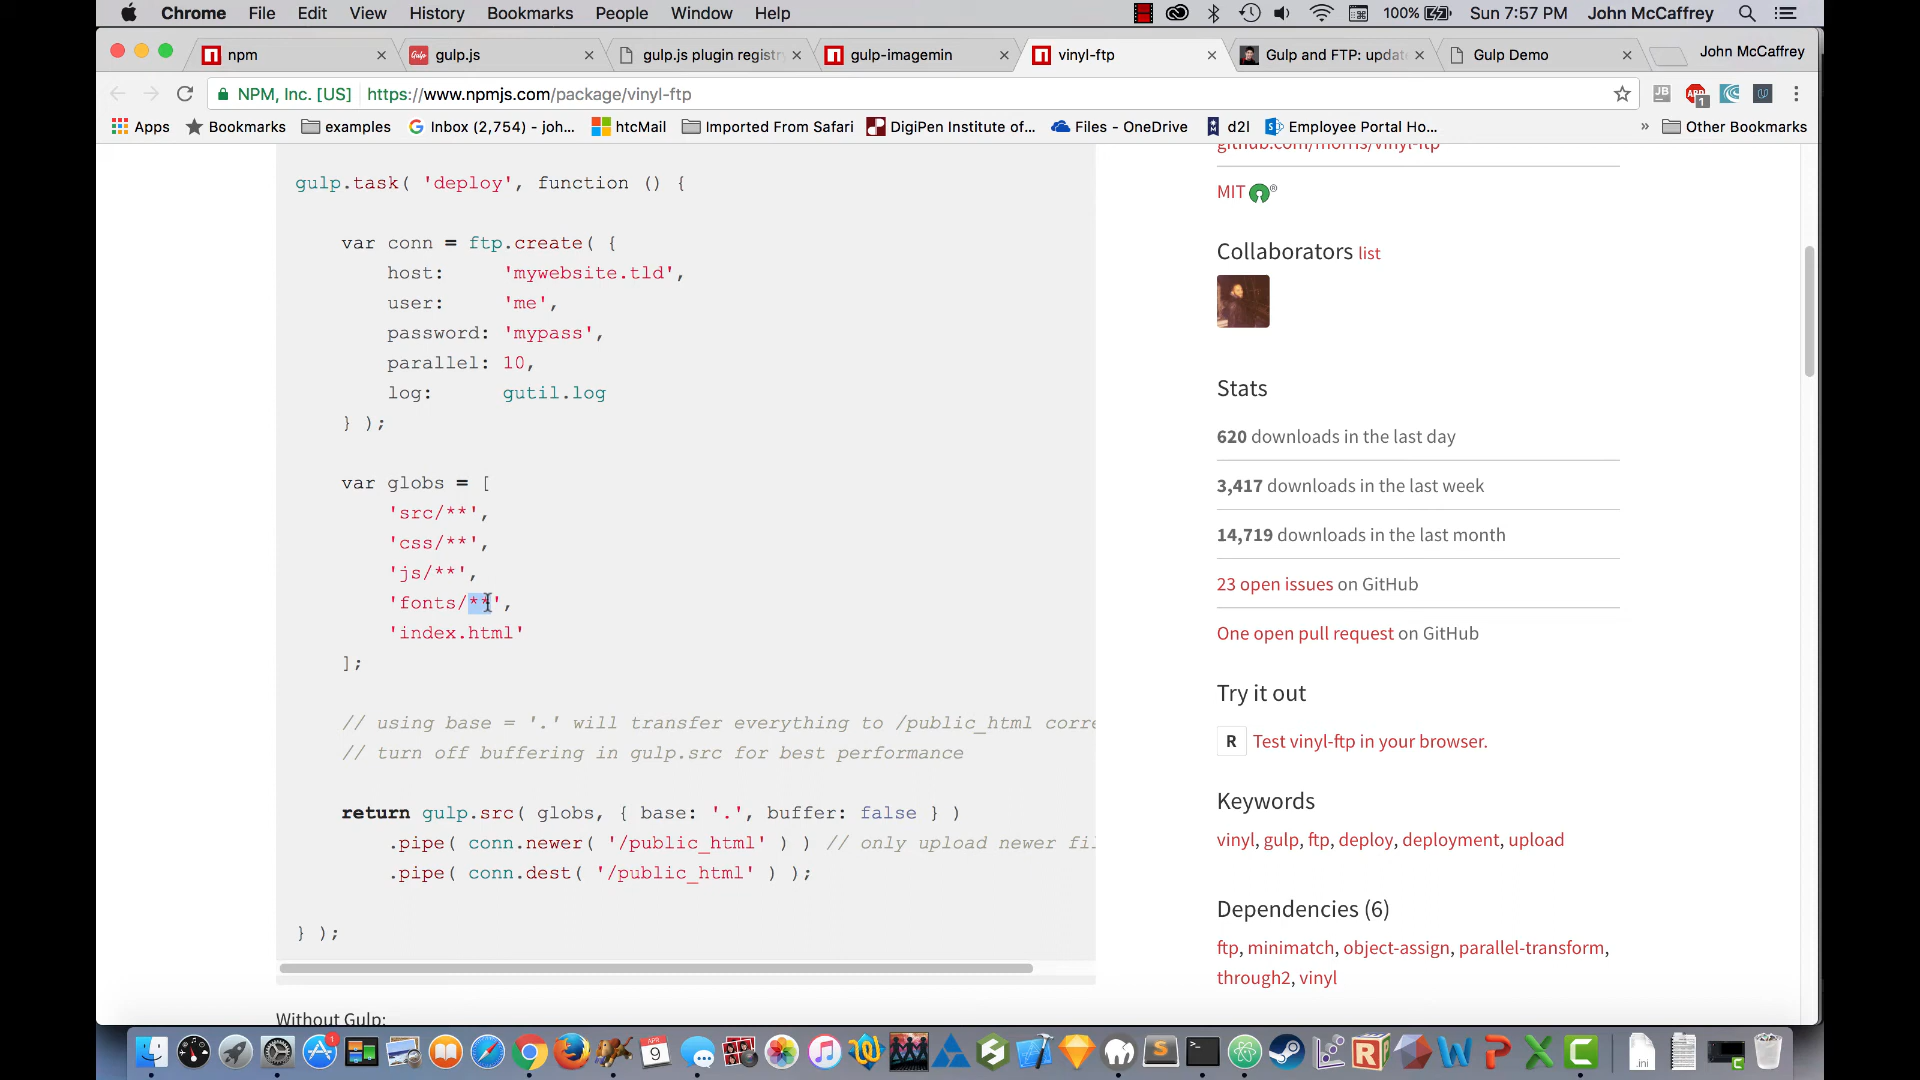 Chrome File Edit View History Bookmarks People Window Help 100% Sun 7:57 PM John McCaffrey
npm gulp.js gulp.js plugin registry gulp-imagemin vinyl-ftp Gulp and FTP: update Gulp Demo John McCaffrey
NPM, Inc. [US] https://www.npmjs.com/package/vinyl-ftp
Apps Bookmarks examples Inbox (2,754) - joh... htcMail Imported From Safari DigiPen Institute of... Files - OneDrive d2l Employee Portal Ho... » Other Bookmarks
github.com/morris/vinyl-ftp
gulp.task( 'deploy', function () {
MIT
var conn = ftp.create( {
host: 'mywebsite.tld',
user: 'me',
password: 'mypass',
parallel: 10,
log: gutil.log
} );
var globs = [
'src/**',
'css/**',
'js/**',
'fonts/**',
'index.html'
];
// using base = '.' will transfer everything to /public_html corre
// turn off buffering in gulp.src for best performance
return gulp.src( globs, { base: '.', buffer: false } )
.pipe( conn.newer( '/public_html' ) ) // only upload newer fil
.pipe( conn.dest( '/public_html' ) );
} );
Without Gulp:
Collaborators list
Stats
620 downloads in the last day
3,417 downloads in the last week
14,719 downloads in the last month
23 open issues on GitHub
One open pull request on GitHub
Try it out
R Test vinyl-ftp in your browser.
Keywords
vinyl, gulp, ftp, deploy, deployment, upload
Dependencies (6)
ftp, minimatch, object-assign, parallel-transform,
through2, vinyl